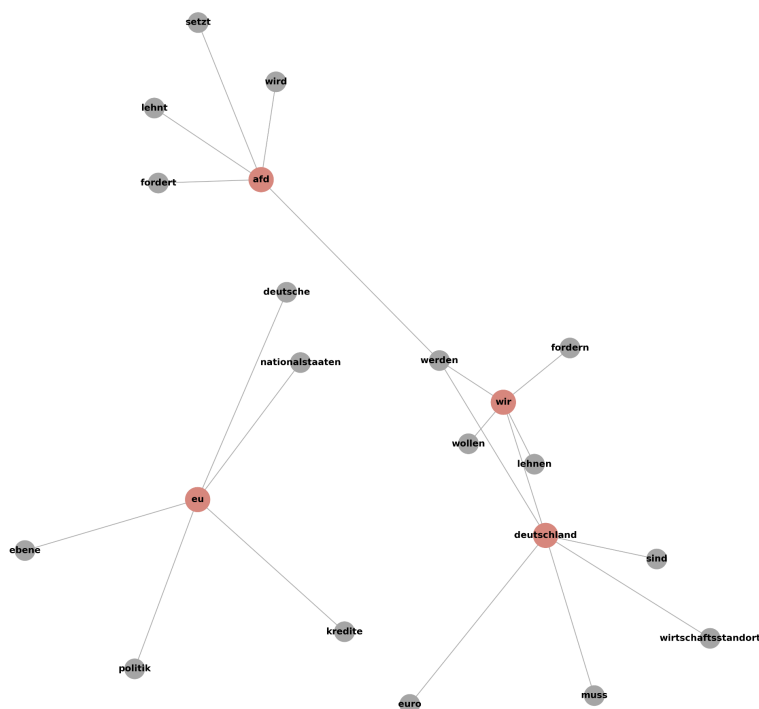 setzt
wird
lehnt
fordert
afd
deutsche
nationalstaaten
werden
fordern
wir
wollen
lehnen
eu
deutschland
ebene
sind
kredite
wirtschaftsstandort
politik
muss
euro